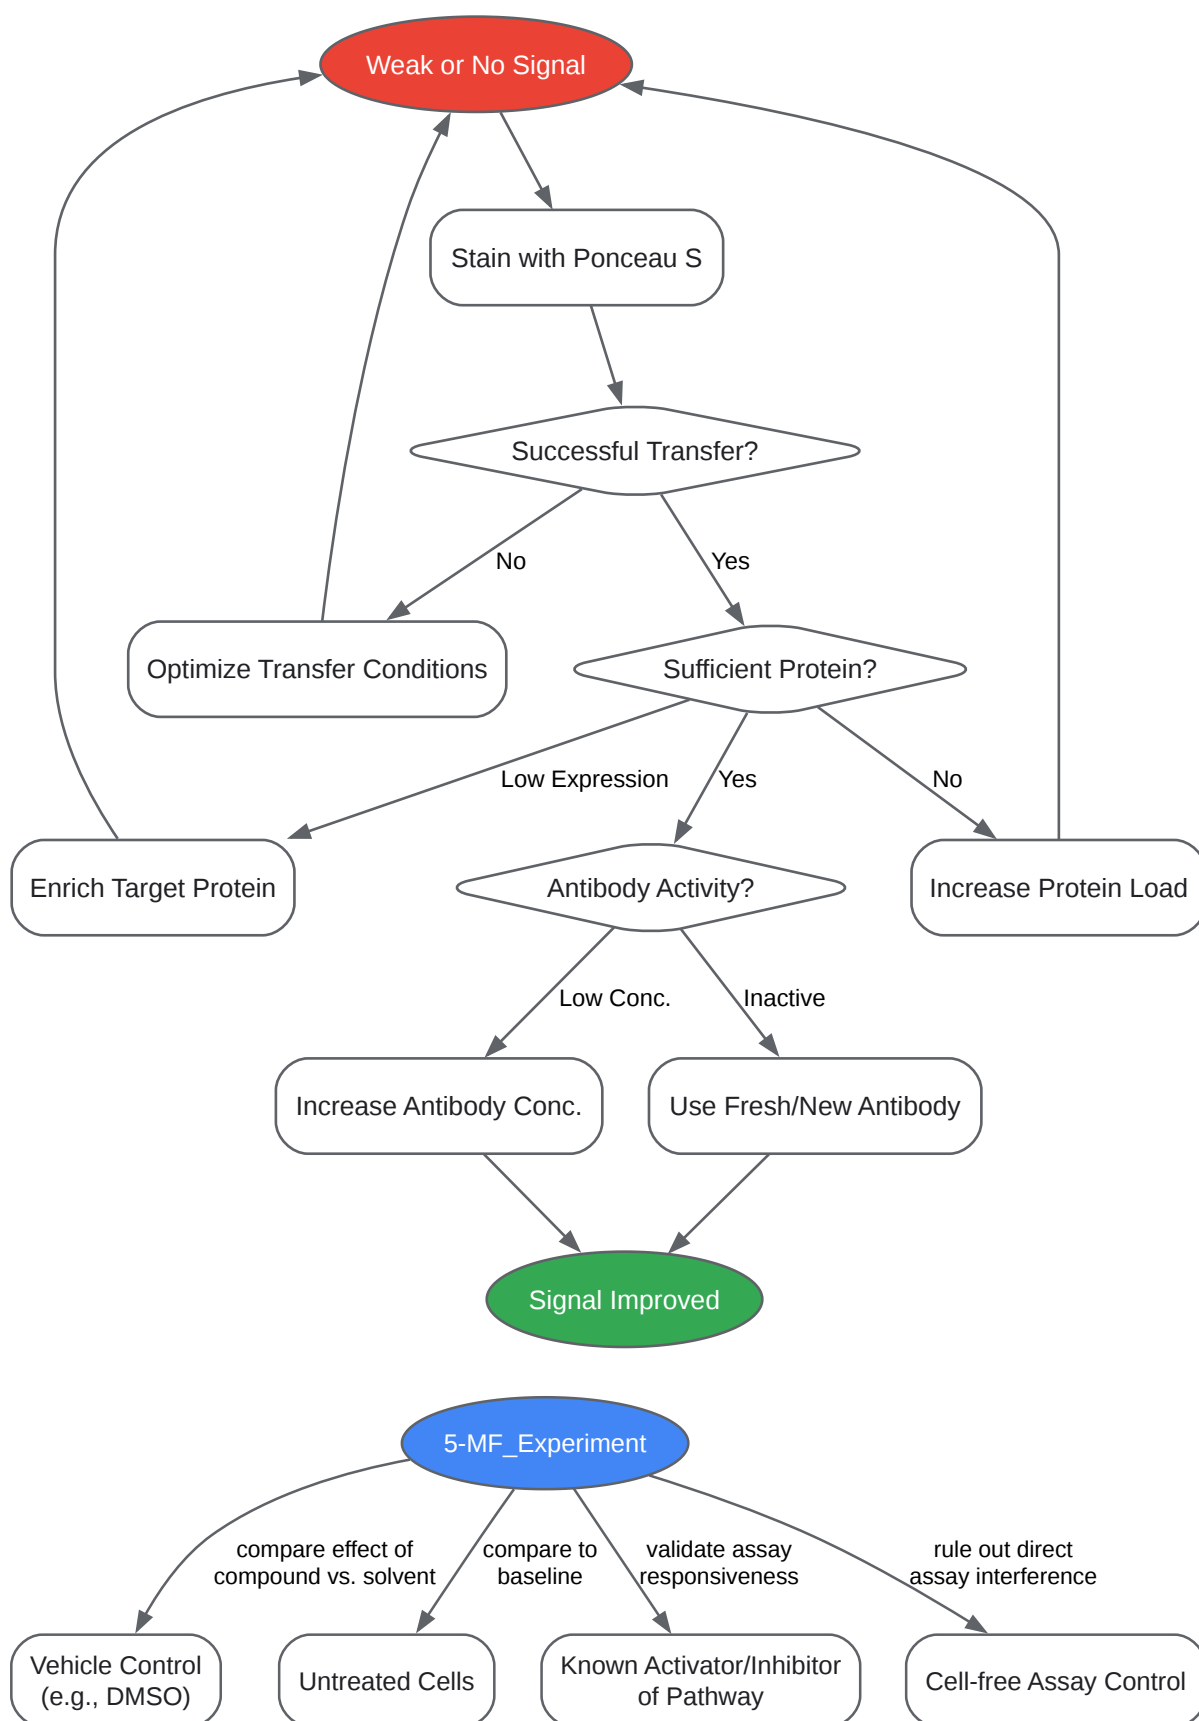 Weak or No Signal
Stain with Ponceau S
Successful Transfer?
No
Yes
Optimize Transfer Conditions
Sufficient Protein?
Low Expression
Yes
No
Enrich Target Protein
Antibody Activity?
Increase Protein Load
Low Conc.
Inactive
Increase Antibody Conc.
Use Fresh/New Antibody
Signal Improved
5-MF_Experiment
compare effect of
compound vs. solvent
compare to
baseline
validate assay
responsiveness
rule out direct
assay interference
Vehicle Control
(e.g., DMSO)
Untreated Cells
Known Activator/Inhibitor
of Pathway
Cell-free Assay Control